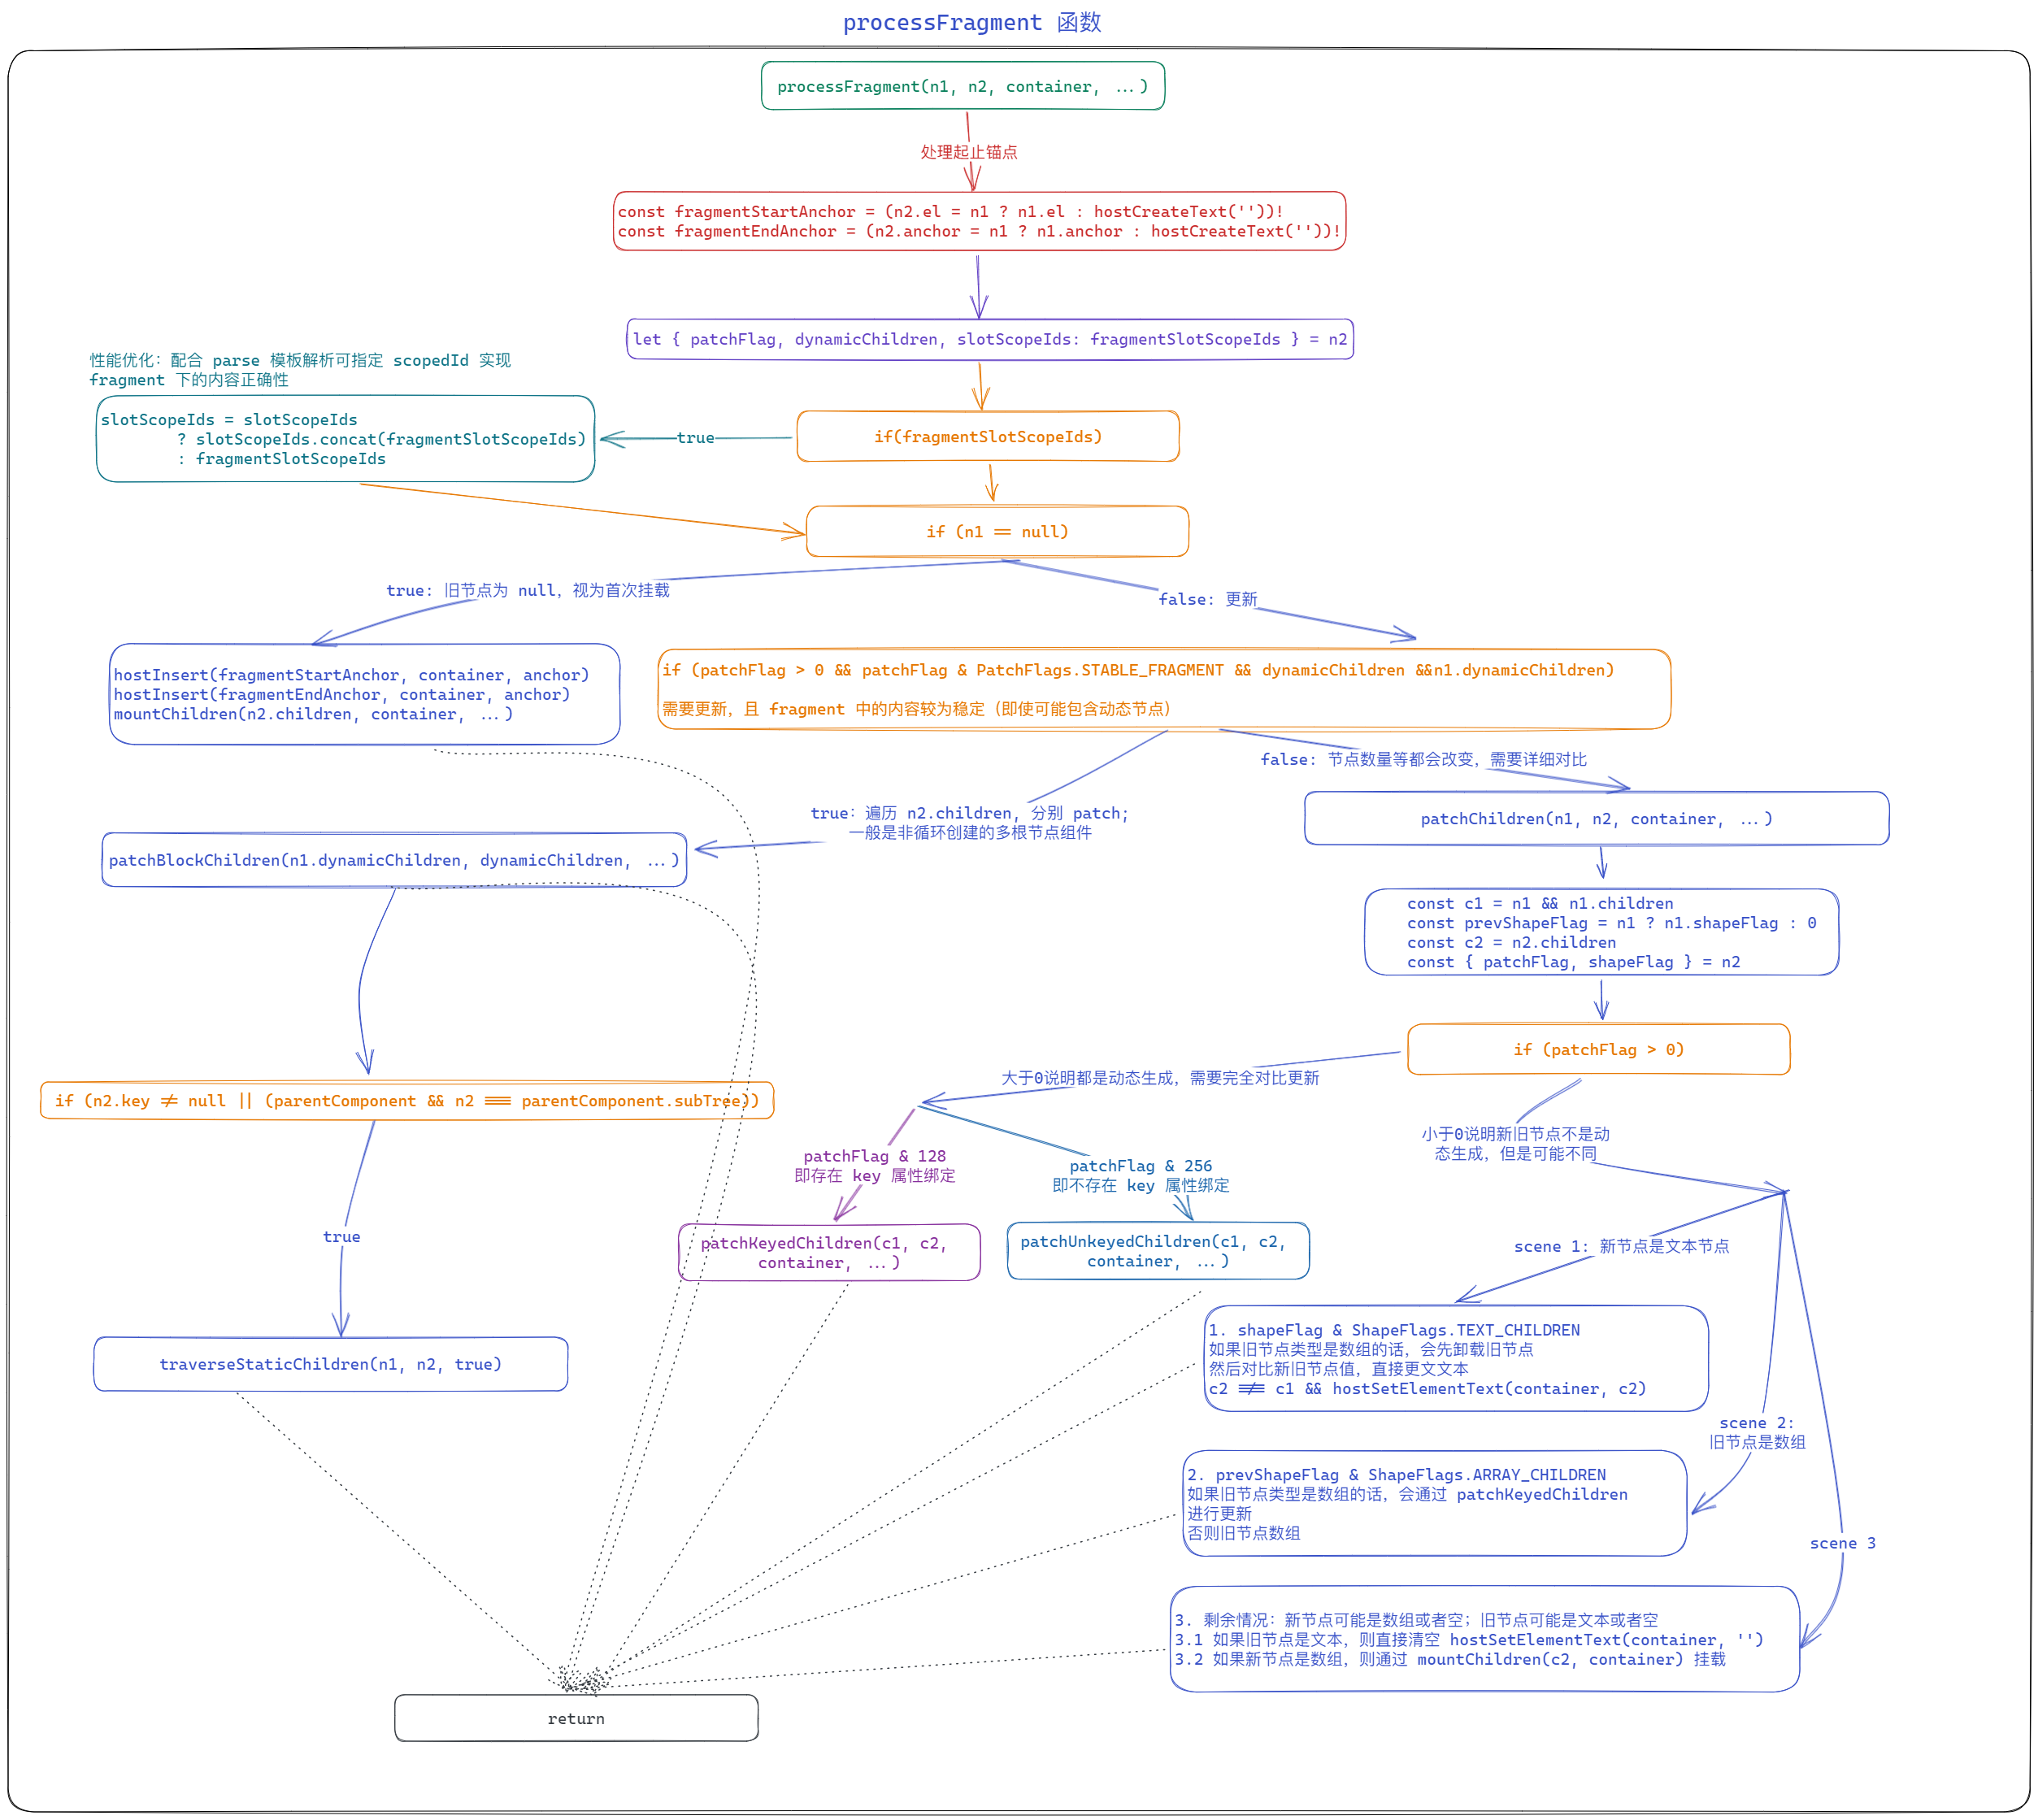 processFragment 函数
processFragment(n1, n2, container, ...)
处理起止锚点
const fragmentStartAnchor = (n2.el = n1 ? n1.el : hostCreateText(''))!
const fragmentEndAnchor = (n2.anchor = n1 ? n1.anchor : hostCreateText(''))!
let { patchFlag, dynamicChildren, slotScopeIds: fragmentSlotScopeIds } = n2
性能优化：配合 parse 模板解析可指定 scopedId 实现
fragment 下的内容正确性
slotScopeIds = slotScopeIds
? slotScopeIds.concat(fragmentSlotScopeIds)
: fragmentSlotScopeIds
true
if(fragmentSlotScopeIds)
if (n1 == null)
true: 旧节点为 null，视为首次挂载
false: 更新
hostInsert(fragmentStartAnchor, container, anchor)
hostInsert(fragmentEndAnchor, container, anchor)
mountChildren(n2.children, container, ...)
if (patchFlag > 0 && patchFlag & PatchFlags.STABLE_FRAGMENT && dynamicChildren &&n1.dynamicChildren)
需要更新，且 fragment 中的内容较为稳定（即使可能包含动态节点）
false: 节点数量等都会改变，需要详细对比
true：遍历 n2.children, 分别 patch;
一般是非循环创建的多根节点组件
patchChildren(n1, n2, container, ...)
patchBlockChildren(n1.dynamicChildren, dynamicChildren, ...)
const c1 = n1 && n1.children
const prevShapeFlag = n1 ? n1.shapeFlag : 0
const c2 = n2.children
const { patchFlag, shapeFlag } = n2
if (patchFlag > 0)
大于0说明都是动态生成，需要完全对比更新
if (n2.key != null || (parentComponent && n2 === parentComponent.subTree))
小于0说明新旧节点不是动
态生成，但是可能不同
patchFlag & 128
即存在 key 属性绑定
patchFlag & 256
即不存在 key 属性绑定
true
patchKeyedChildren(c1, c2,
container, ...)
patchUnkeyedChildren(c1, c2,
container, ...)
scene 1: 新节点是文本节点
traverseStaticChildren(n1, n2, true)
1. shapeFlag & ShapeFlags.TEXT_CHILDREN
如果旧节点类型是数组的话，会先卸载旧节点
然后对比新旧节点值，直接更文文本
c2 !== c1 && hostSetElementText(container, c2)
scene 2:
旧节点是数组
2. prevShapeFlag & ShapeFlags.ARRAY_CHILDREN
如果旧节点类型是数组的话，会通过 patchKeyedChildren
进行更新
否则旧节点数组
scene 3
3. 剩余情况：新节点可能是数组或者空；旧节点可能是文本或者空
3.1 如果旧节点是文本，则直接清空 hostSetElementText(container, '')
3.2 如果新节点是数组，则通过 mountChildren(c2, container) 挂载
return